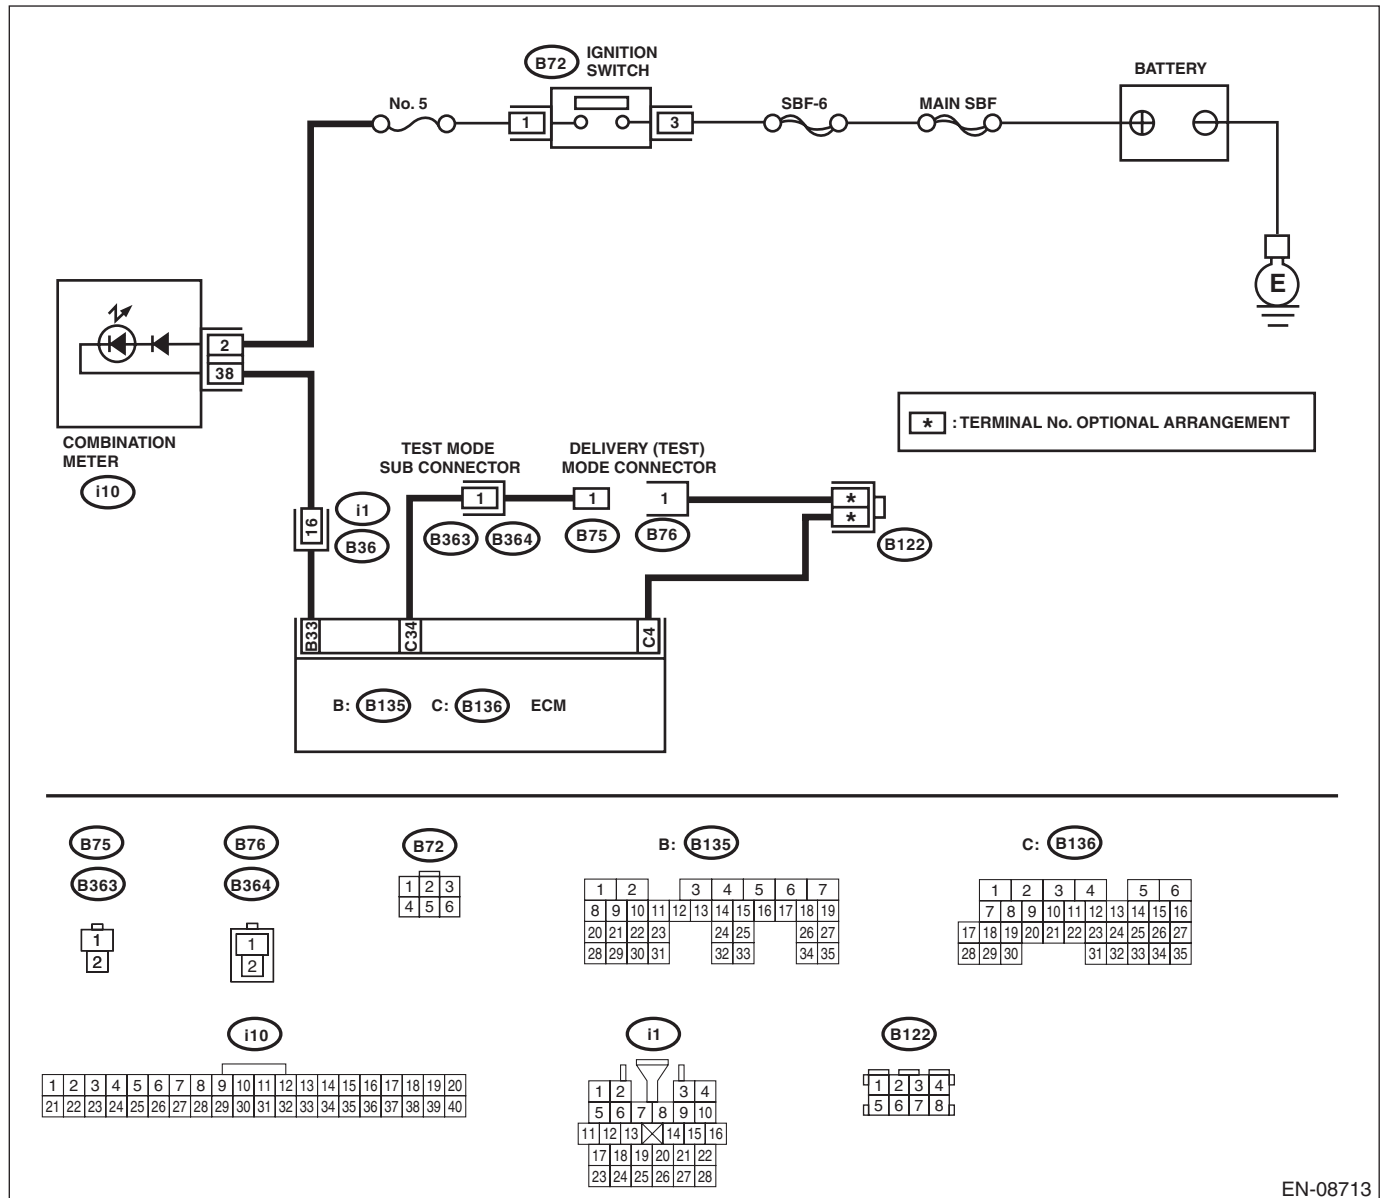 B72
IGNITION
SWITCH
BATTERY
No. 5
SBF-6
MAIN SBF
1
3
E
2
38
COMBINATION
METER
i10
* : TERMINAL No. OPTIONAL ARRANGEMENT
TEST MODE
SUB CONNECTOR
DELIVERY (TEST)
MODE CONNECTOR
1
1
1
*
*
16
i1
B36
B363
B364
B75
B76
B122
B33
C34
C4
B: B135 C: B136 ECM
B75
B363
1
2
B76
B364
1
2
B72
1 2 3
4 5 6
B: B135
1 2 3 4 5 6 7
8 9 10 11 12 13 14 15 16 17 18 19
20 21 22 23 24 25 26 27
28 29 30 31 32 33 34 35
C: B136
1 2 3 4 5 6
7 8 9 10 11 12 13 14 15 16
17 18 19 20 21 22 23 24 25 26 27
28 29 30 31 32 33 34 35
i10
1 2 3 4 5 6 7 8 9 10 11 12 13 14 15 16 17 18 19 20
21 22 23 24 25 26 27 28 29 30 31 32 33 34 35 36 37 38 39 40
i1
1 2 3 4
5 6 7 8 9 10
11 12 13 14 15 16
17 18 19 20 21 22
23 24 25 26 27 28
B122
1 2 3 4
5 6 7 8
EN-08713